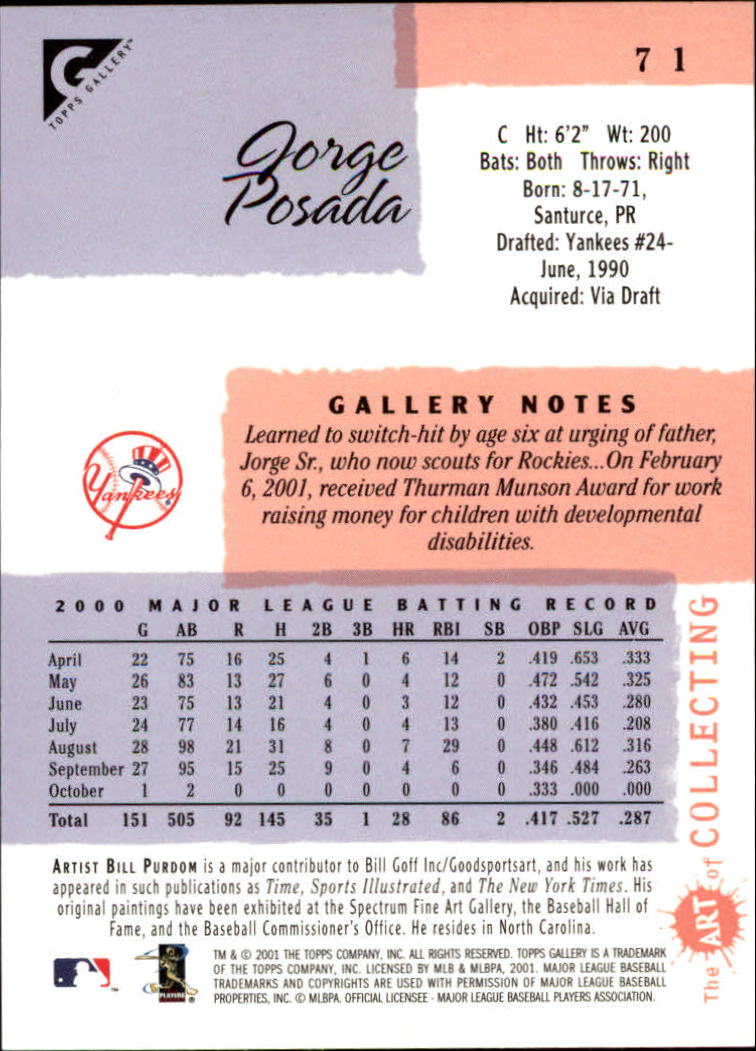 G
TOPPS GALLERY™
71
Jorge
Posada
C Ht: 6'2" Wt: 200
Bats: Both Throws: Right
Born: 8-17-71,
Santurce, PR
Drafted: Yankees #24-
June, 1990
Acquired: Via Draft
Yankees
GALLERY NOTES
Learned to switch-hit by age six at urging of father,
Jorge Sr., who now scouts for Rockies...On February
6, 2001, received Thurman Munson Award for work
raising money for children with developmental
disabilities.
2000 MAJOR LEAGUE BATTING RECORD
G AB R H 2B 3B HR RBI SB OBP SLG AVG
April 22 75 16 25 4 1 6 14 2 .419 .653 .333
May 26 83 13 27 6 0 4 12 0 .472 .542 .325
June 23 75 13 21 4 0 3 12 0 .432 .453 .280
July 24 77 14 16 4 0 4 13 0 .380 .416 .208
August 28 98 21 31 8 0 7 29 0 .448 .612 .316
September 27 95 15 25 9 0 4 6 0 .346 .484 .263
October 1 2 0 0 0 0 0 0 0 .333 .000 .000
Total 151 505 92 145 35 1 28 86 2 .417 .527 .287
The ART of COLLECTING
ARTIST BILL PURDOM is a major contributor to Bill Goff Inc/Goodsportsart, and his work has
appeared in such publications as Time, Sports Illustrated, and The New York Times. His
original paintings have been exhibited at the Spectrum Fine Art Gallery, the Baseball Hall of
Fame, and the Baseball Commissioner's Office. He resides in North Carolina.
PLAYERS
TM & © 2001 THE TOPPS COMPANY, INC. ALL RIGHTS RESERVED. TOPPS GALLERY IS A TRADEMARK
OF THE TOPPS COMPANY, INC. LICENSED BY MLB & MLBPA, 2001. MAJOR LEAGUE BASEBALL
TRADEMARKS AND COPYRIGHTS ARE USED WITH PERMISSION OF MAJOR LEAGUE BASEBALL
PROPERTIES, INC. © MLBPA. OFFICIAL LICENSEE - MAJOR LEAGUE BASEBALL PLAYERS ASSOCIATION.